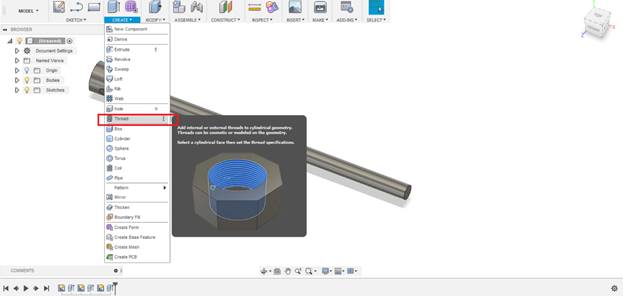 MODEL
SKETCH
CREATE
MODIFY
ASSEMBLE
CONSTRUCT
INSPECT
INSERT
MAKE
ADD-INS
SELECT
BROWSER
(Unsaved)
Document Settings
Named Views
Origin
Bodies
Sketches
New Component
Derive
Extrude E
Revolve
Sweep
Loft
Rib
Web
Hole H
Thread
Box
Cylinder
Sphere
Torus
Coil
Pipe
Pattern
Mirror
Thicken
Boundary Fill
Create Form
Create Base Feature
Create Mesh
Create PCB
Add internal or external threads to cylindrical geometry.
Threads can be cosmetic or modeled on the geometry.
Select a cylindrical face then set the thread specifications.
COMMENTS